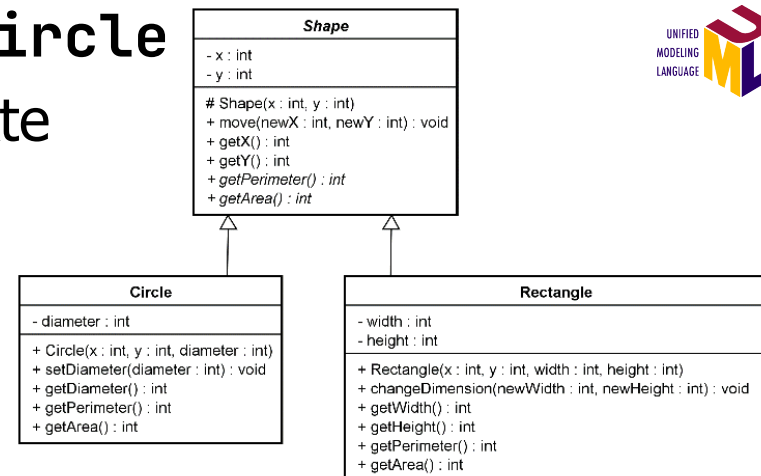 ircle
te
Shape
- x : int
- y : int
# Shape(x : int, y : int)
+ move(newX : int, newY : int) : void
+ getX() : int
+ getY() : int
+ getPerimeter() : int
+ getArea() : int
UNIFIED
MODELING
LANGUAGE
UML
Circle
- diameter : int
+ Circle(x : int, y : int, diameter : int)
+ setDiameter(diameter : int) : void
+ getDiameter() : int
+ getPerimeter() : int
+ getArea() : int
Rectangle
- width : int
- height : int
+ Rectangle(x : int, y : int, width : int, height : int)
+ changeDimension(newWidth : int, newHeight : int) : void
+ getWidth() : int
+ getHeight() : int
+ getPerimeter() : int
+ getArea() : int